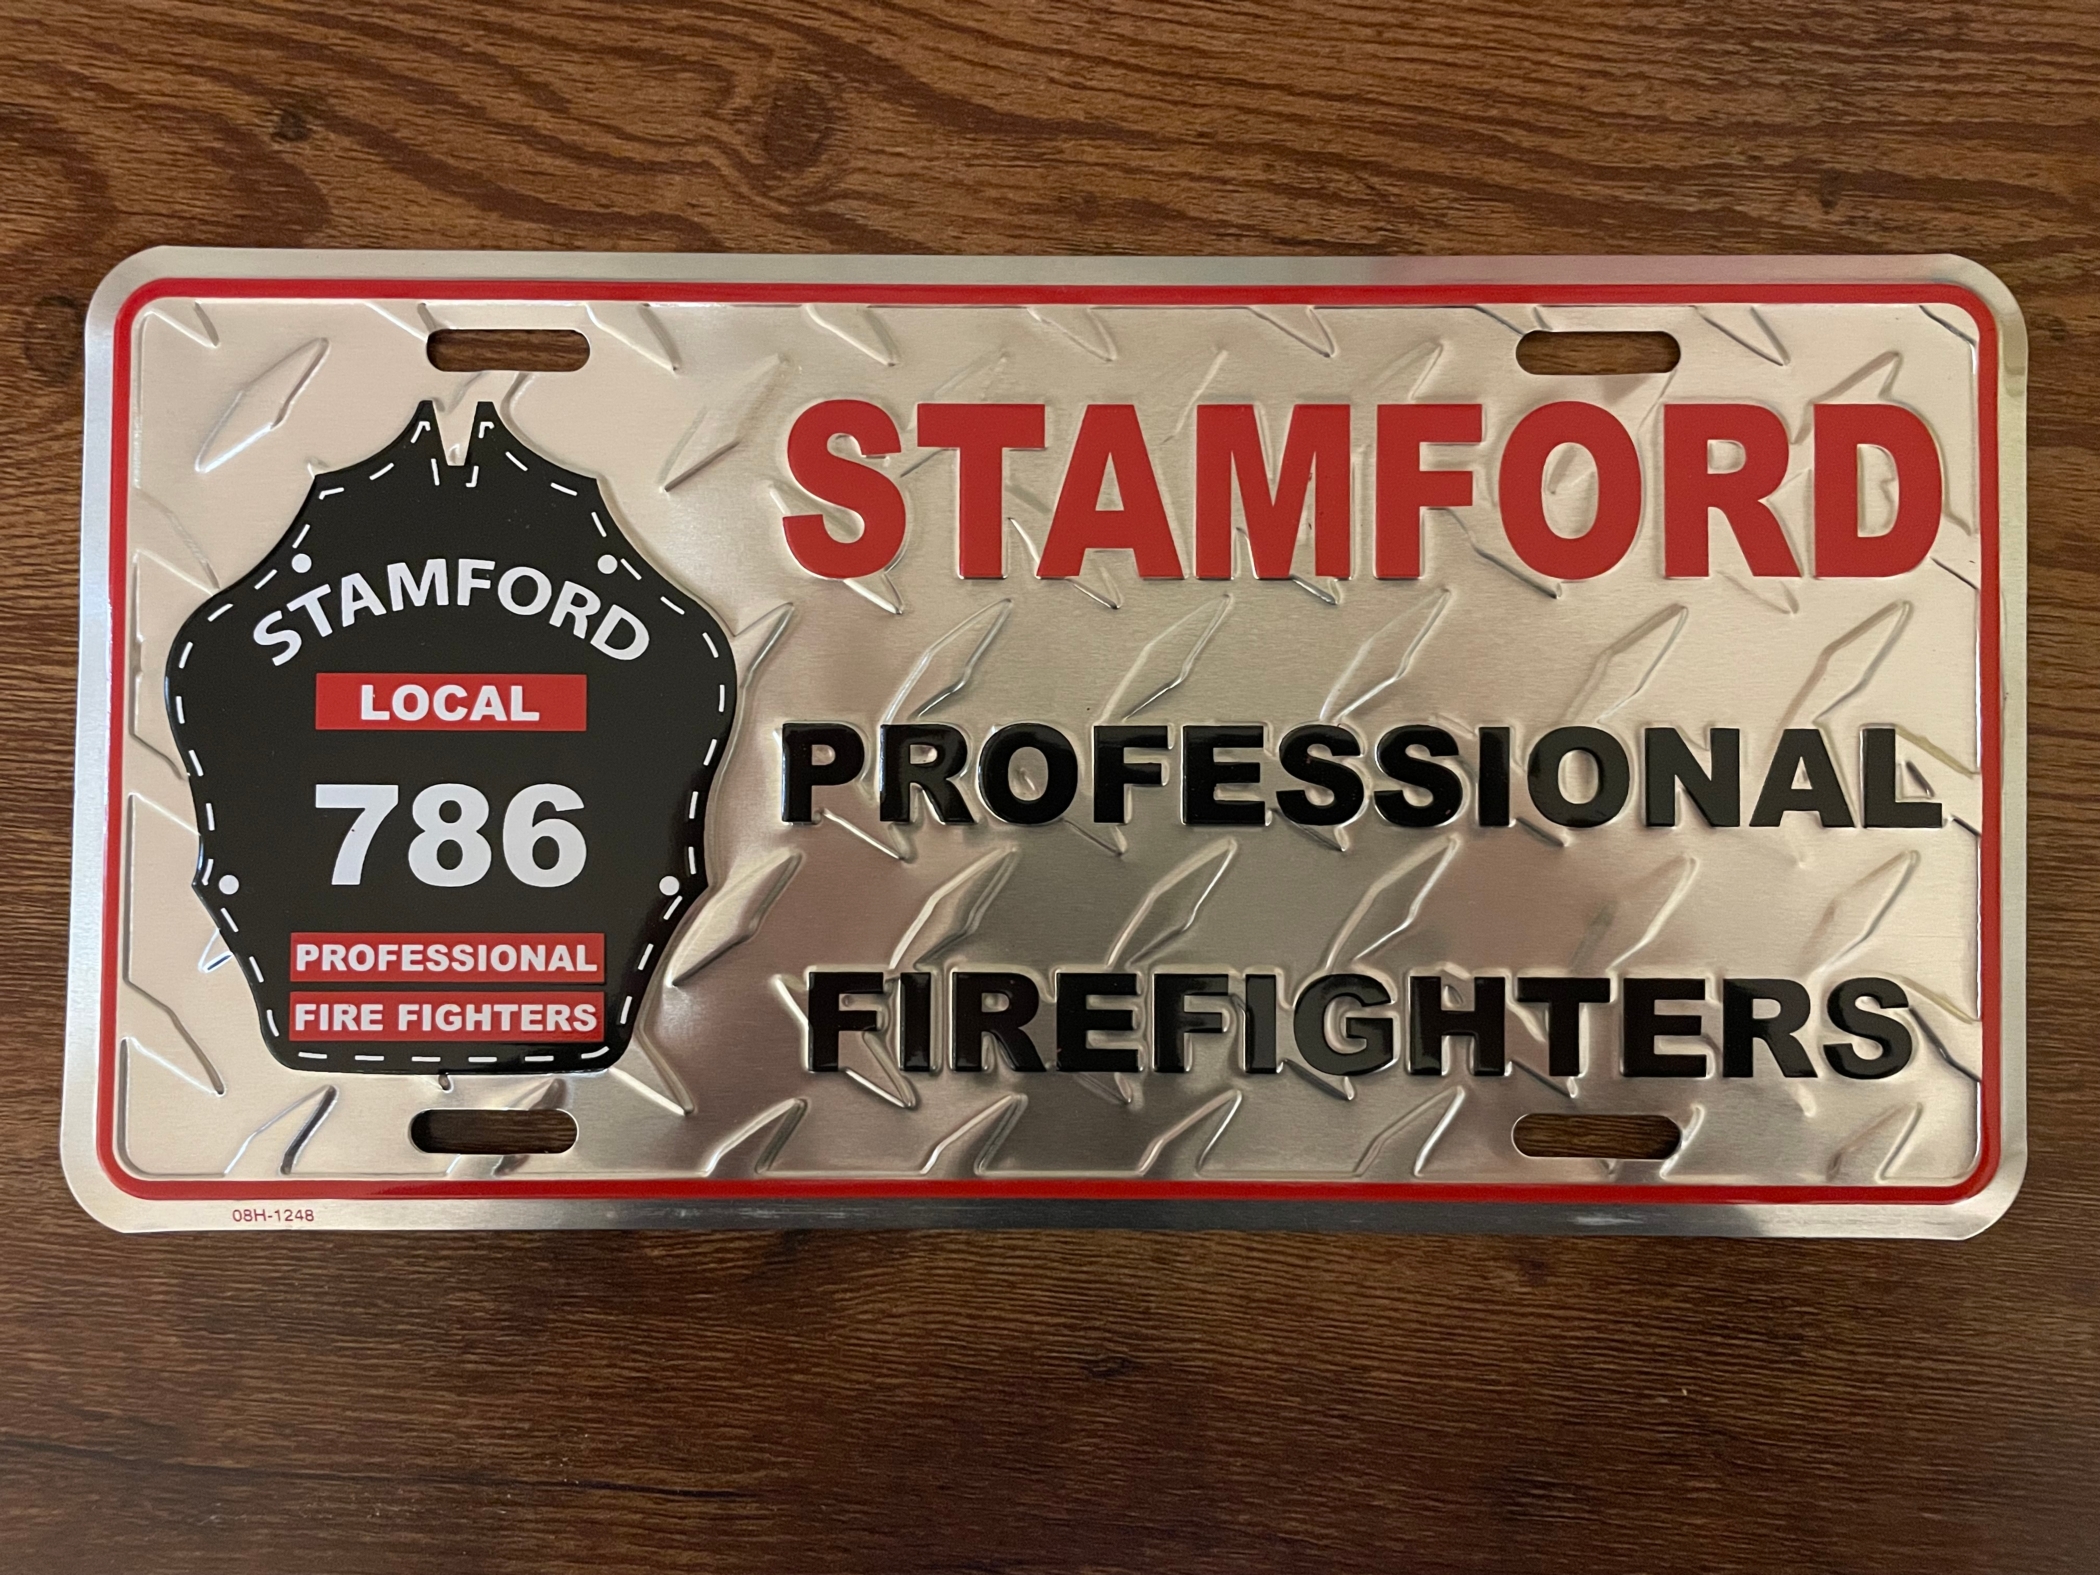 STAMFORD
LOCAL
786
PROFESSIONAL
FIRE FIGHTERS
STAMFORD
PROFESSIONAL
FIREFIGHTERS
08H-1248